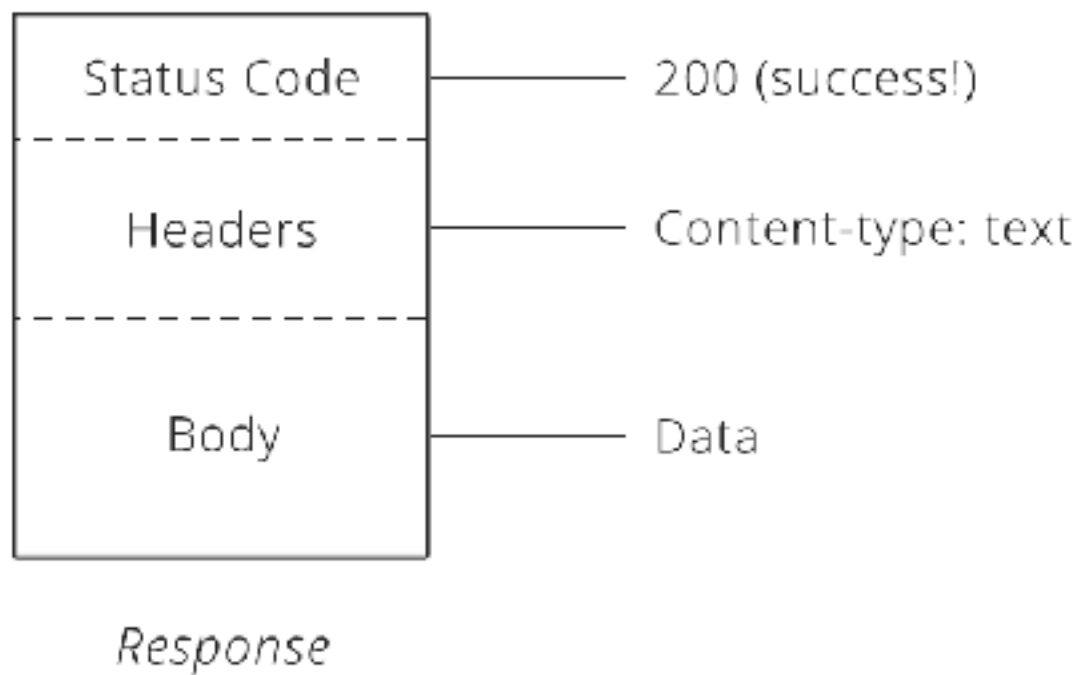 Status Code 200 (success!)
Headers Content-type: text
Body Data
Response